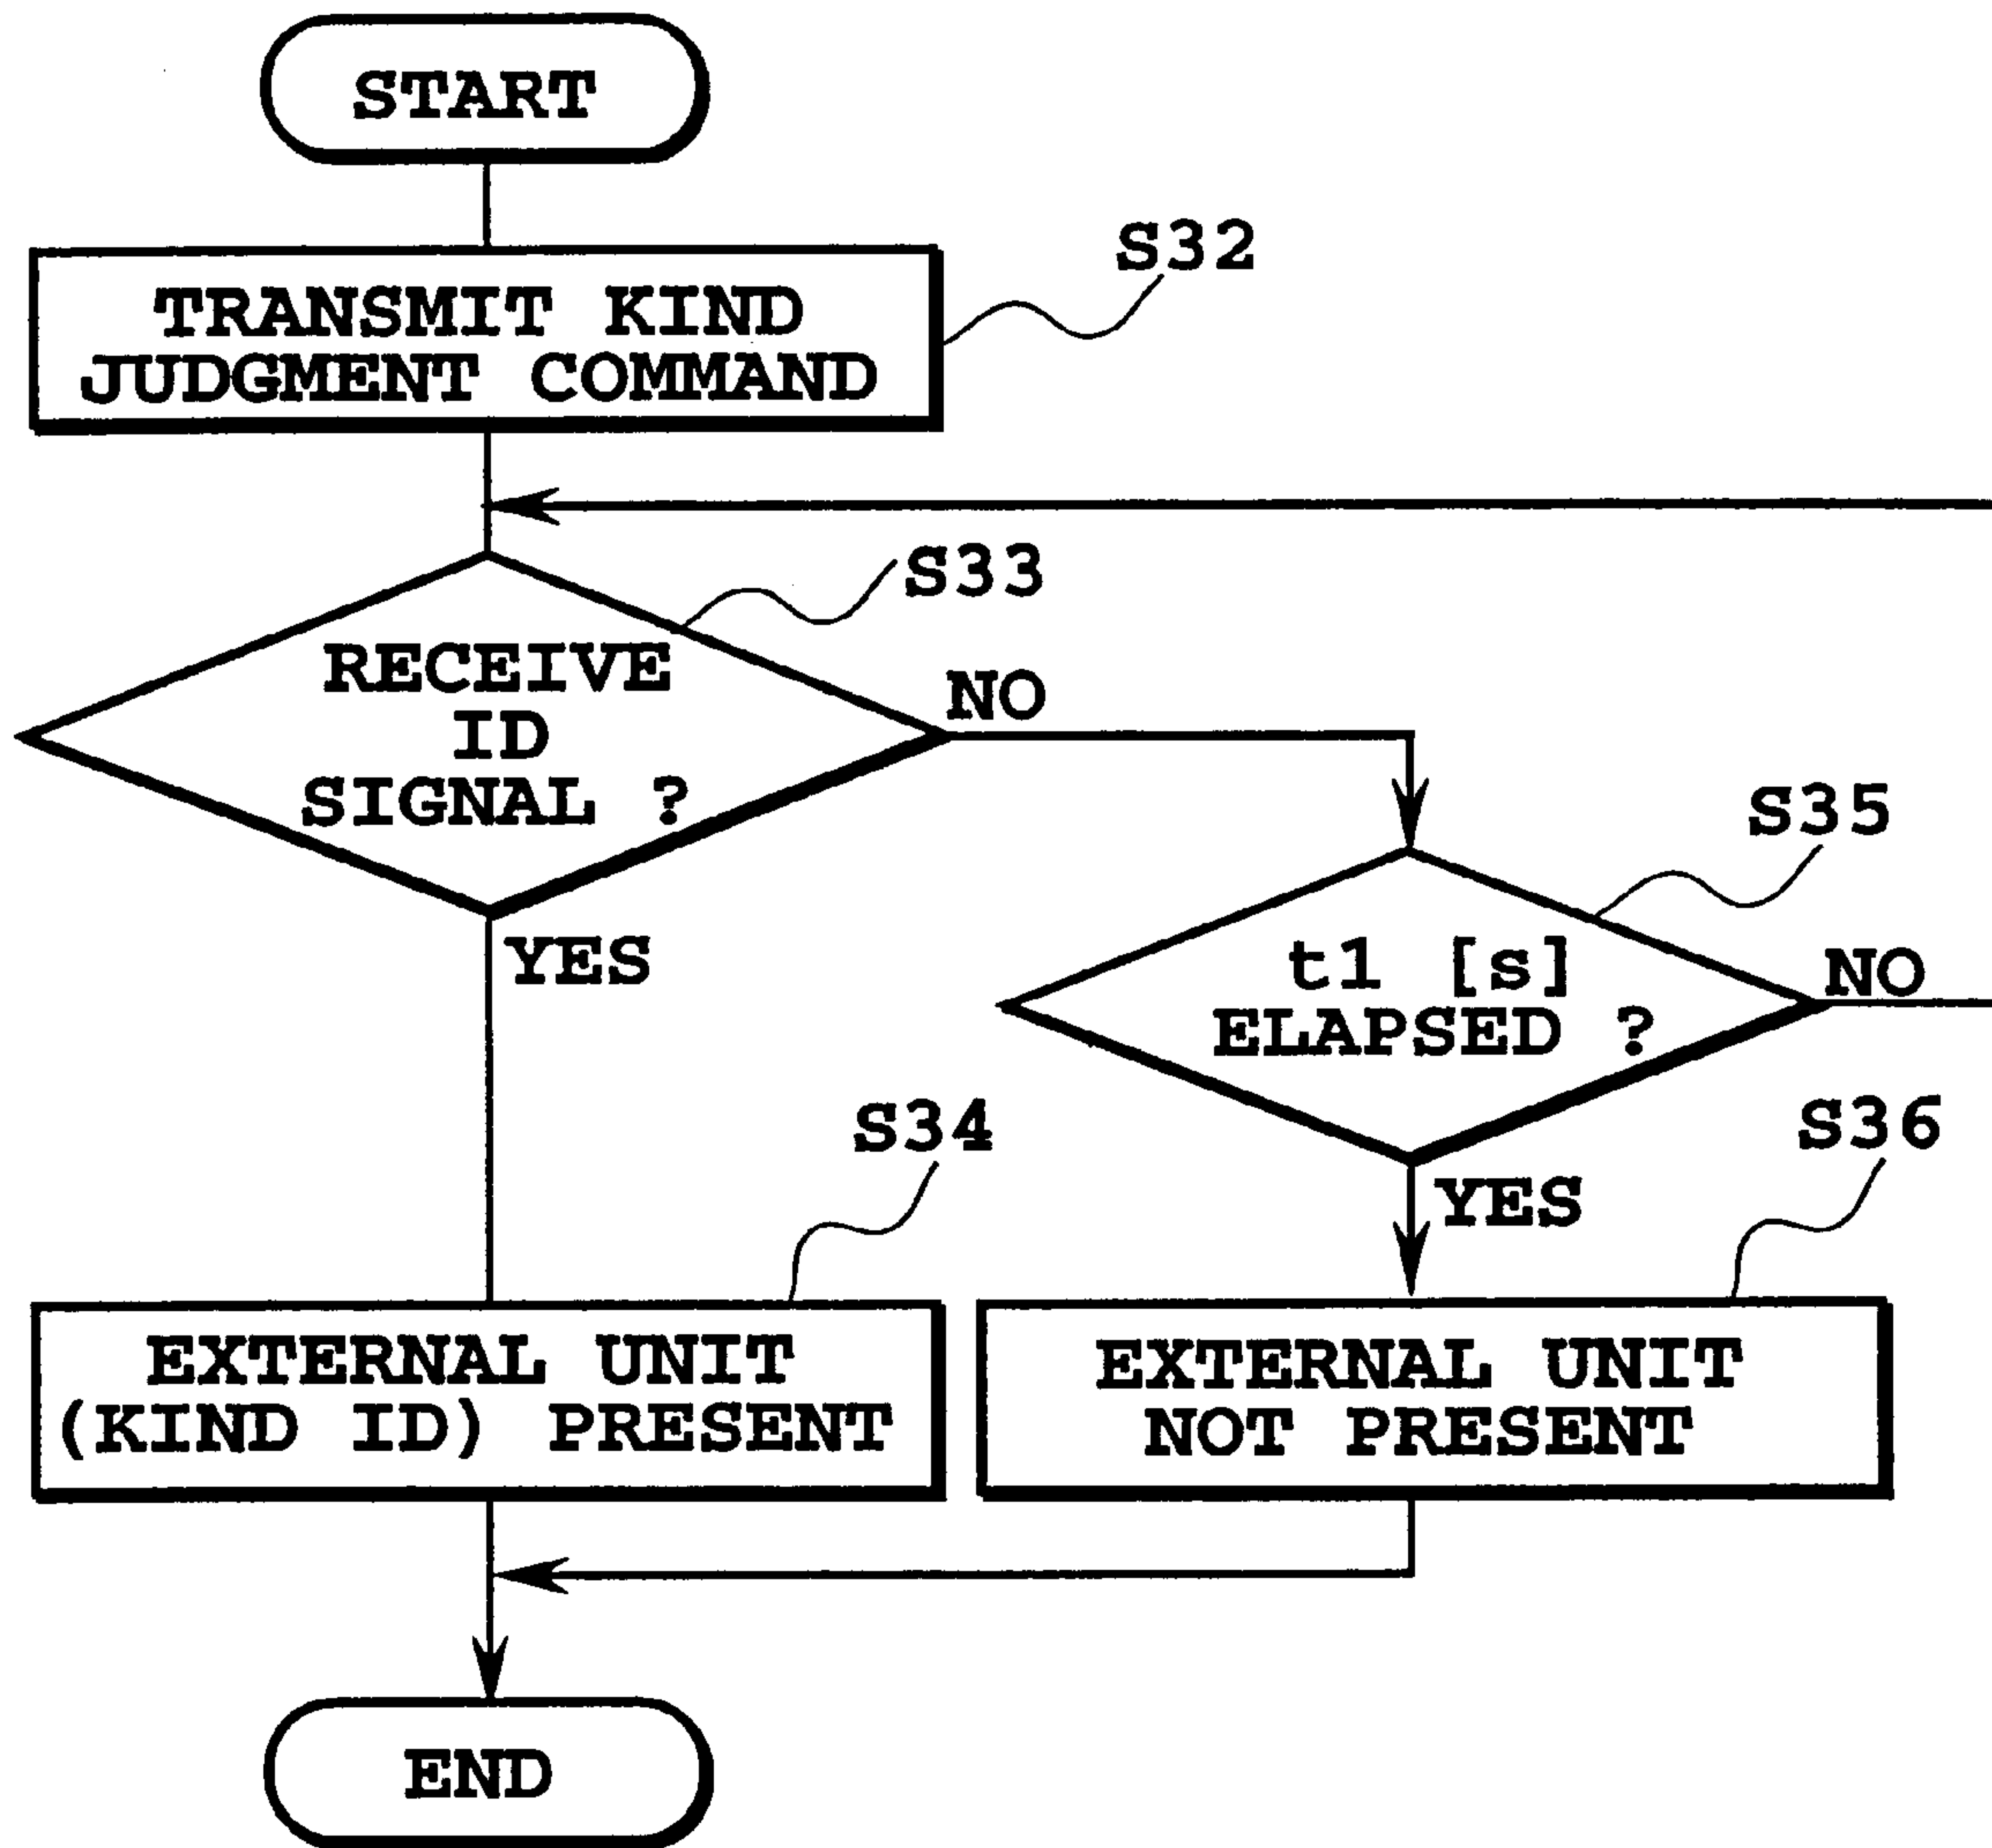 START
S32
TRANSMIT KIND
JUDGMENT COMMAND
S33
RECEIVE
ID
SIGNAL ?
NO
YES
S35
t1 [s]
ELAPSED ?
NO
YES
S34
S36
EXTERNAL UNIT
(KIND ID) PRESENT
EXTERNAL UNIT
NOT PRESENT
END